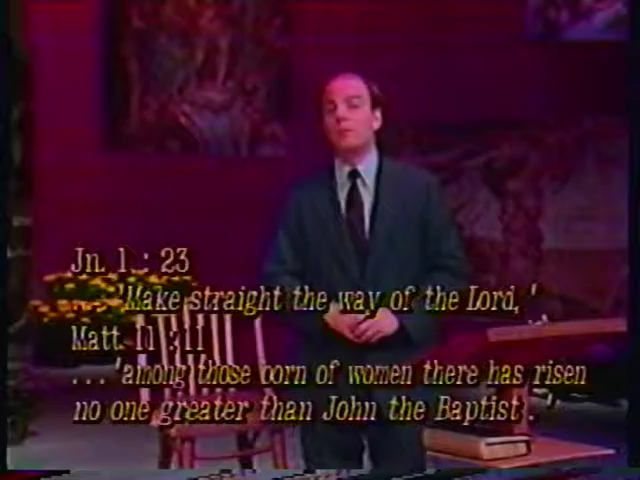 Jn. 1 : 23
... 'Make straight the way of the Lord,'
Matt. 11 : 11
... 'among those born of women there has risen
no one greater than John the Baptist.'